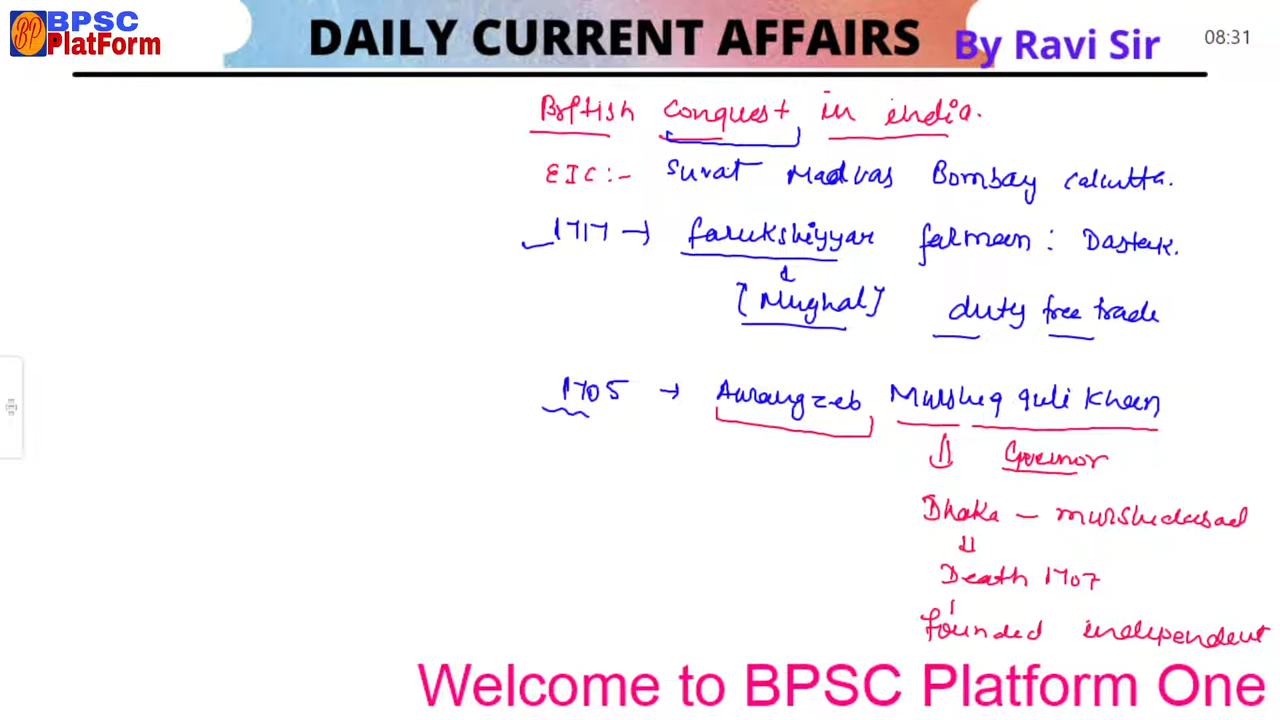 BPSC
PlatForm
BP
DAILY CURRENT AFFAIRS
By Ravi Sir
08:31
British Conquest in india.
EIC :- Surat Madras Bombay Calcutta.
1717 → farukshiyyar farman : Dastak.
[Mughal] duty free trade
1705 → Aurangzeb Murshid quli Khan
Governor
Dhaka - murshidabad
Death 1707
founded independent
Welcome to BPSC Platform One